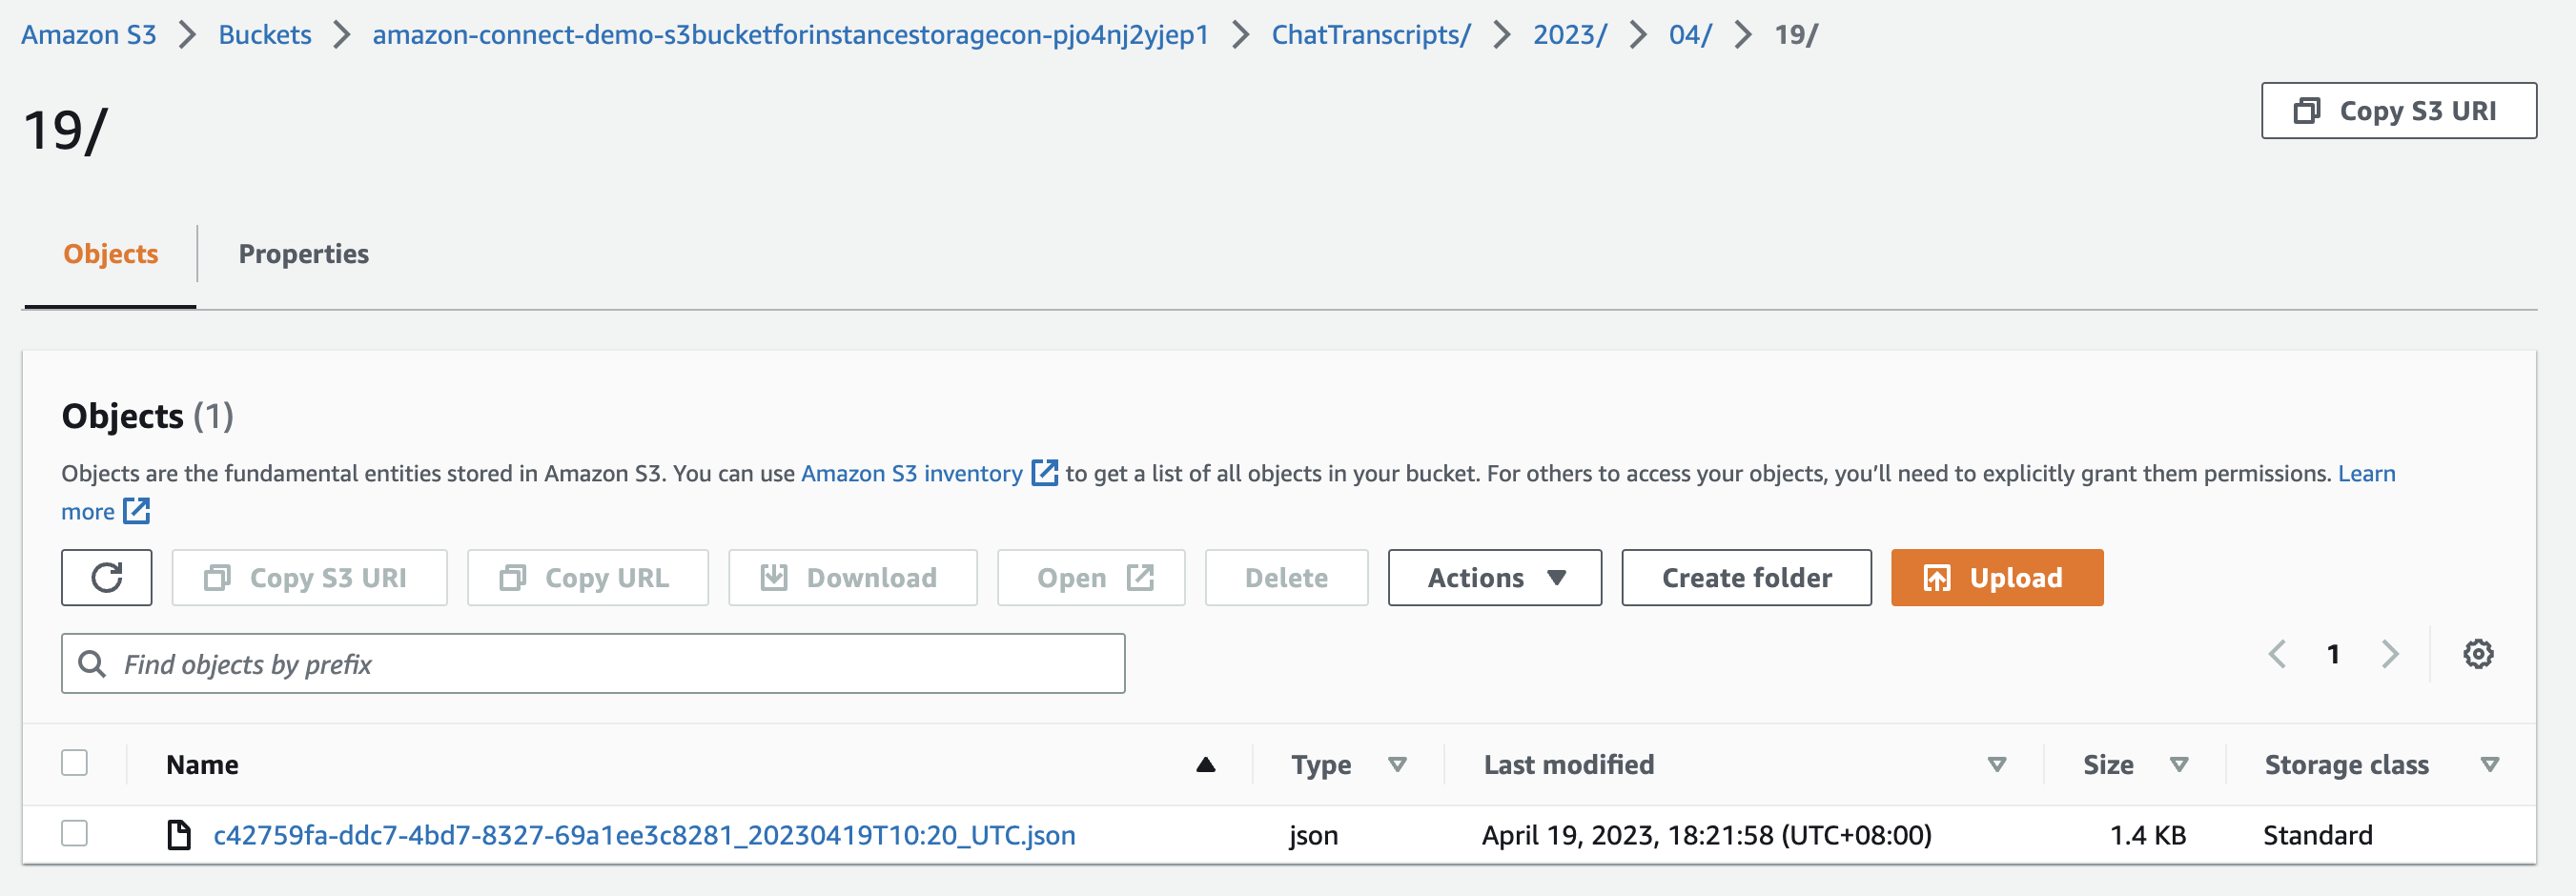 Amazon S3 > Buckets > amazon-connect-demo-s3bucketforinstancestoragecon-pjo4nj2yjep1 > ChatTranscripts/ > 2023/ > 04/ > 19/
19/
Copy S3 URI
Objects Properties
Objects (1)
Objects are the fundamental entities stored in Amazon S3. You can use Amazon S3 inventory to get a list of all objects in your bucket. For others to access your objects, you’ll need to explicitly grant them permissions. Learn
more
Copy S3 URI Copy URL Download Open Delete Actions Create folder Upload
Find objects by prefix
1
Name Type Last modified Size Storage class
c42759fa-ddc7-4bd7-8327-69a1ee3c8281_20230419T10:20_UTC.json json April 19, 2023, 18:21:58 (UTC+08:00) 1.4 KB Standard